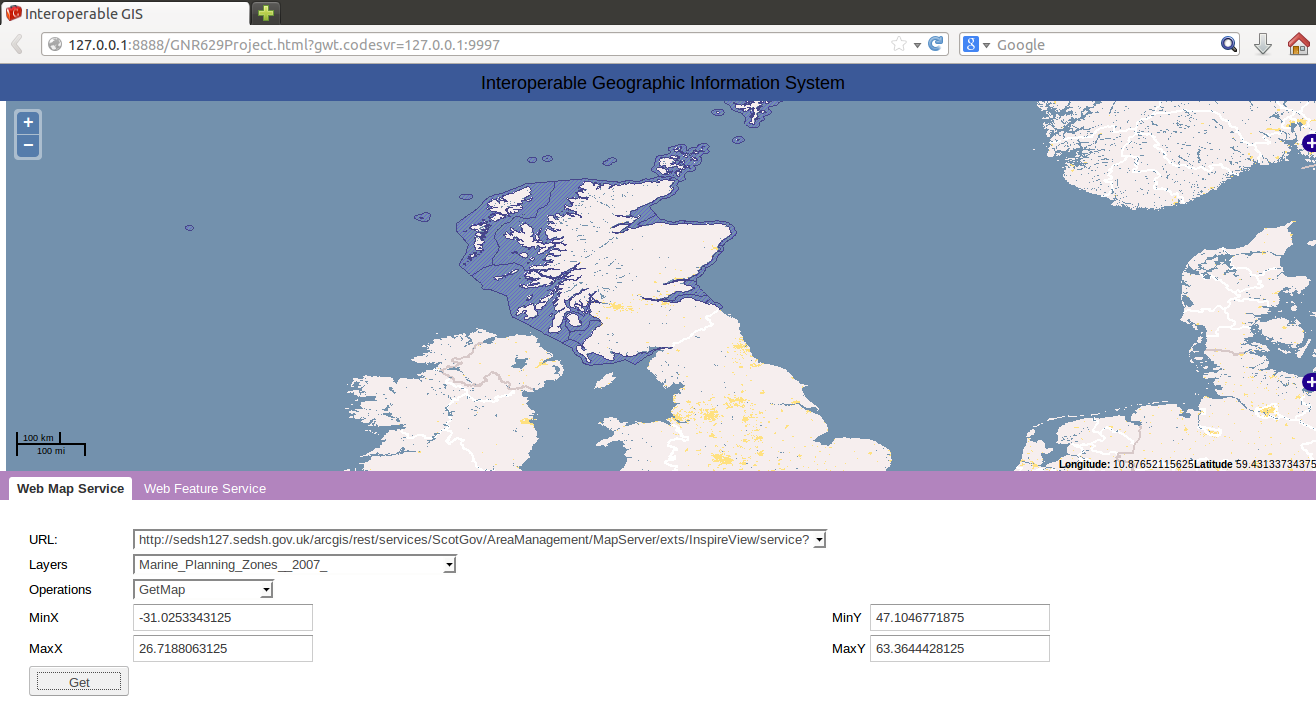 Interoperable GIS
127.0.0.1:8888/GNR629Project.html?gwt.codesvr=127.0.0.1:9997
8 Google
Interoperable Geographic Information System
+
−
100 km
100 mi
Longitude: 10.87652115625Latitude 59.43133734375
Web Map Service Web Feature Service
URL: http://sedsh127.sedsh.gov.uk/arcgis/rest/services/ScotGov/AreaManagement/MapServer/exts/InspireView/service?
Layers Marine_Planning_Zones__2007_
Operations GetMap
MinX -31.0253343125 MinY 47.1046771875
MaxX 26.7188063125 MaxY 63.3644428125
Get